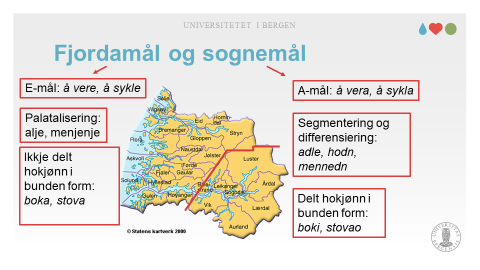 UNIVERSITETET I BERGEN
Fjordamål og sognemål
E-mål: å vere, å sykle
A-mål: å vera, å sykla
Palatalisering:
alje, menjenje
Segmentering og
differensiering:
adle, hodn,
mennedn
Ikkje delt
hokjønn i
bunden form:
boka, stova
Delt hokjønn i
bunden form:
boki, stovao
Selje
Vågsøy
Eid
Bremanger
Gloppen
Stryn
Flora
Naustdal
Jølster
Førde
Askvoll
Fjaler
Gaular
Luster
Solund
Hyllestad
Høyanger
Leikanger
Sogndal
Årdal
Gulen
Vik
Lærdal
Aurland
© Statens kartverk 2000